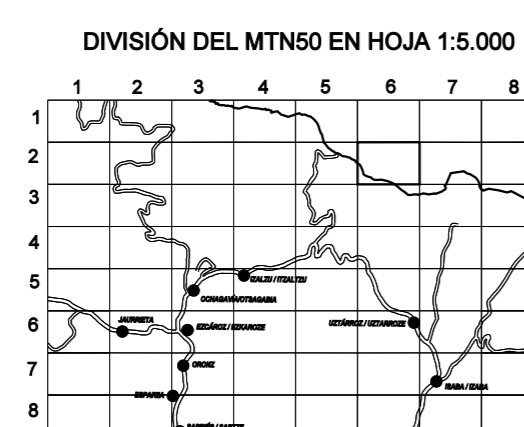 DIVISIÓN DEL MTN50 EN HOJA 1:5.000
1 2 3 4 5 6 7 8
1
2
3
4
5
IZALZU / ITZALTZU
OCHAGAVÍA/OTSAGABIA
6
JAURRIETA
EZCÁROZ / EZKAROZE
UZTÁRROZ / UZTARROZE
7
ORONZ
ISABA / IZABA
ESPARZA
8